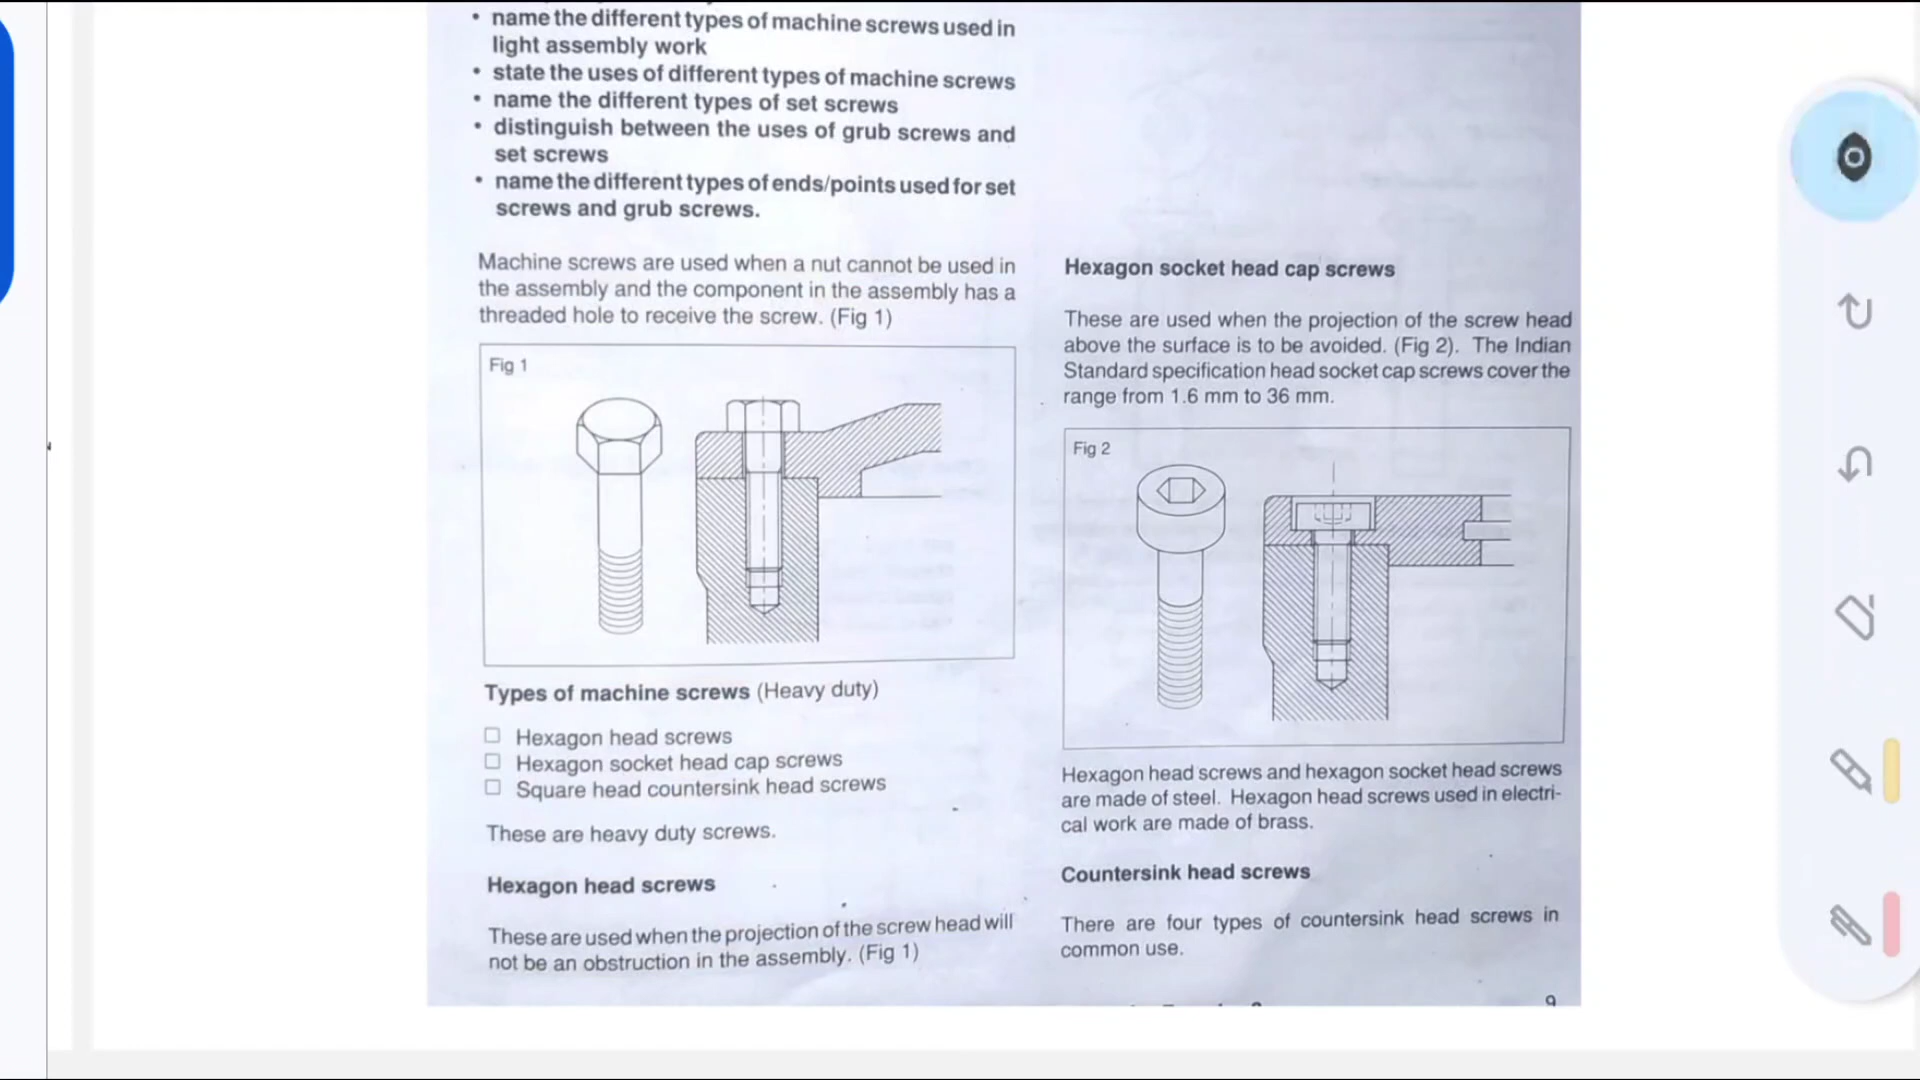 • name the different types of machine screws used in
light assembly work
• state the uses of different types of machine screws
• name the different types of set screws
• distinguish between the uses of grub screws and
set screws
• name the different types of ends/points used for set
screws and grub screws.
Machine screws are used when a nut cannot be used in
the assembly and the component in the assembly has a
threaded hole to receive the screw. (Fig 1)
Fig 1
Types of machine screws (Heavy duty)
☐ Hexagon head screws
☐ Hexagon socket head cap screws
☐ Square head countersink head screws
These are heavy duty screws.
Hexagon head screws
These are used when the projection of the screw head will
not be an obstruction in the assembly. (Fig 1)
Hexagon socket head cap screws
These are used when the projection of the screw head
above the surface is to be avoided. (Fig 2). The Indian
Standard specification head socket cap screws cover the
range from 1.6 mm to 36 mm.
Fig 2
Hexagon head screws and hexagon socket head screws
are made of steel. Hexagon head screws used in electri-
cal work are made of brass.
Countersink head screws
There are four types of countersink head screws in
common use.
9